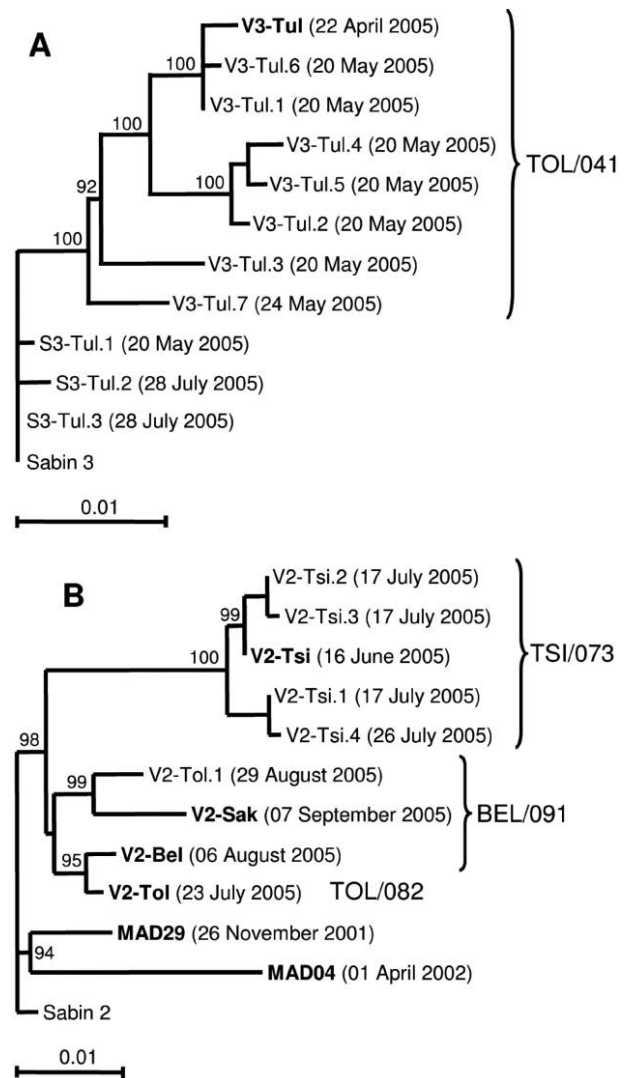 A
V3-Tul (22 April 2005)
100
V3-Tul.6 (20 May 2005)
V3-Tul.1 (20 May 2005)
100
V3-Tul.4 (20 May 2005)
TOL/041
100
V3-Tul.5 (20 May 2005)
92
V3-Tul.2 (20 May 2005)
100
V3-Tul.3 (20 May 2005)
V3-Tul.7 (24 May 2005)
S3-Tul.1 (20 May 2005)
S3-Tul.2 (28 July 2005)
S3-Tul.3 (28 July 2005)
Sabin 3
0.01
B
V2-Tsi.2 (17 July 2005)
99
V2-Tsi.3 (17 July 2005)
100
V2-Tsi (16 June 2005)
TSI/073
V2-Tsi.1 (17 July 2005)
98
V2-Tsi.4 (26 July 2005)
99
V2-Tol.1 (29 August 2005)
V2-Sak (07 September 2005)
BEL/091
95
V2-Bel (06 August 2005)
V2-Tol (23 July 2005) TOL/082
MAD29 (26 November 2001)
94
MAD04 (01 April 2002)
Sabin 2
0.01